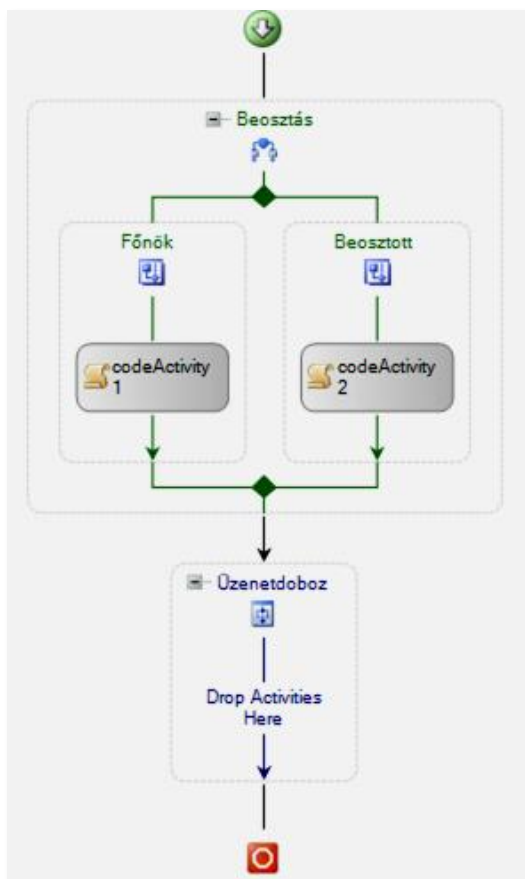 Beosztás
Főnök
Beosztott
codeActivity
1
codeActivity
2
Üzenetdoboz
Drop Activities
Here